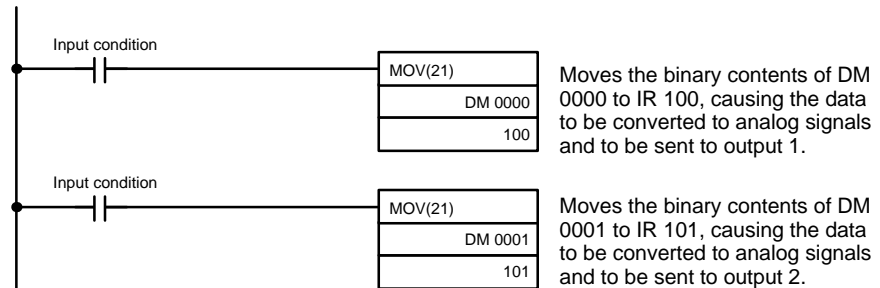 Input condition
MOV(21)
DM 0000
100
Moves the binary contents of DM
0000 to IR 100, causing the data
to be converted to analog signals
and to be sent to output 1.
Input condition
MOV(21)
DM 0001
101
Moves the binary contents of DM
0001 to IR 101, causing the data
to be converted to analog signals
and to be sent to output 2.